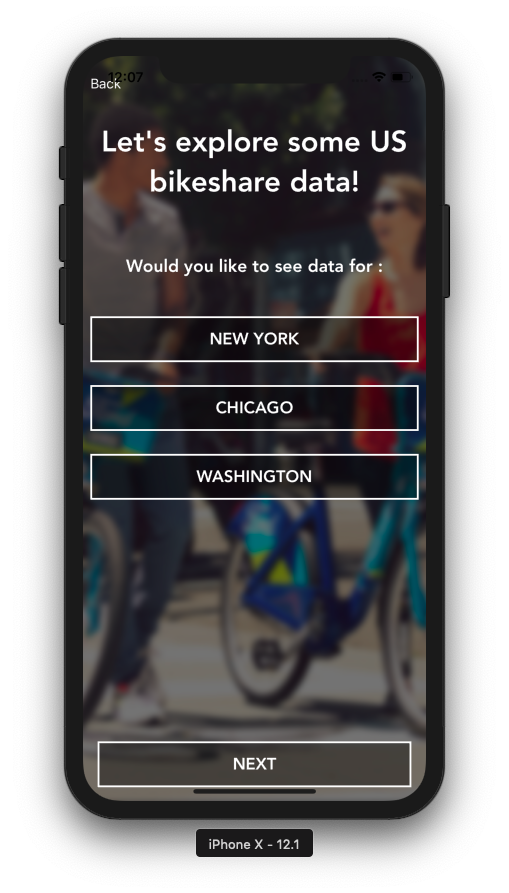 12:07
Back
Let's explore some US
bikeshare data!
Would you like to see data for :
NEW YORK
CHICAGO
WASHINGTON
NEXT
iPhone X - 12.1